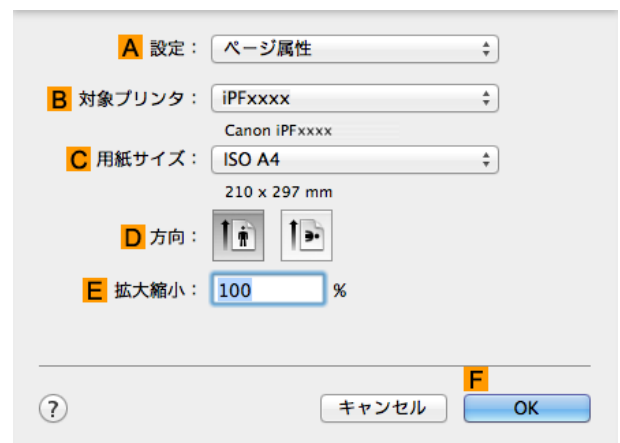 A 設定： ページ属性
B 対象プリンタ： iPFxxxx
Canon iPFxxxx
C 用紙サイズ： ISO A4
210 x 297 mm
D 方向：
E 拡大縮小： 100 %
F
? キャンセル OK